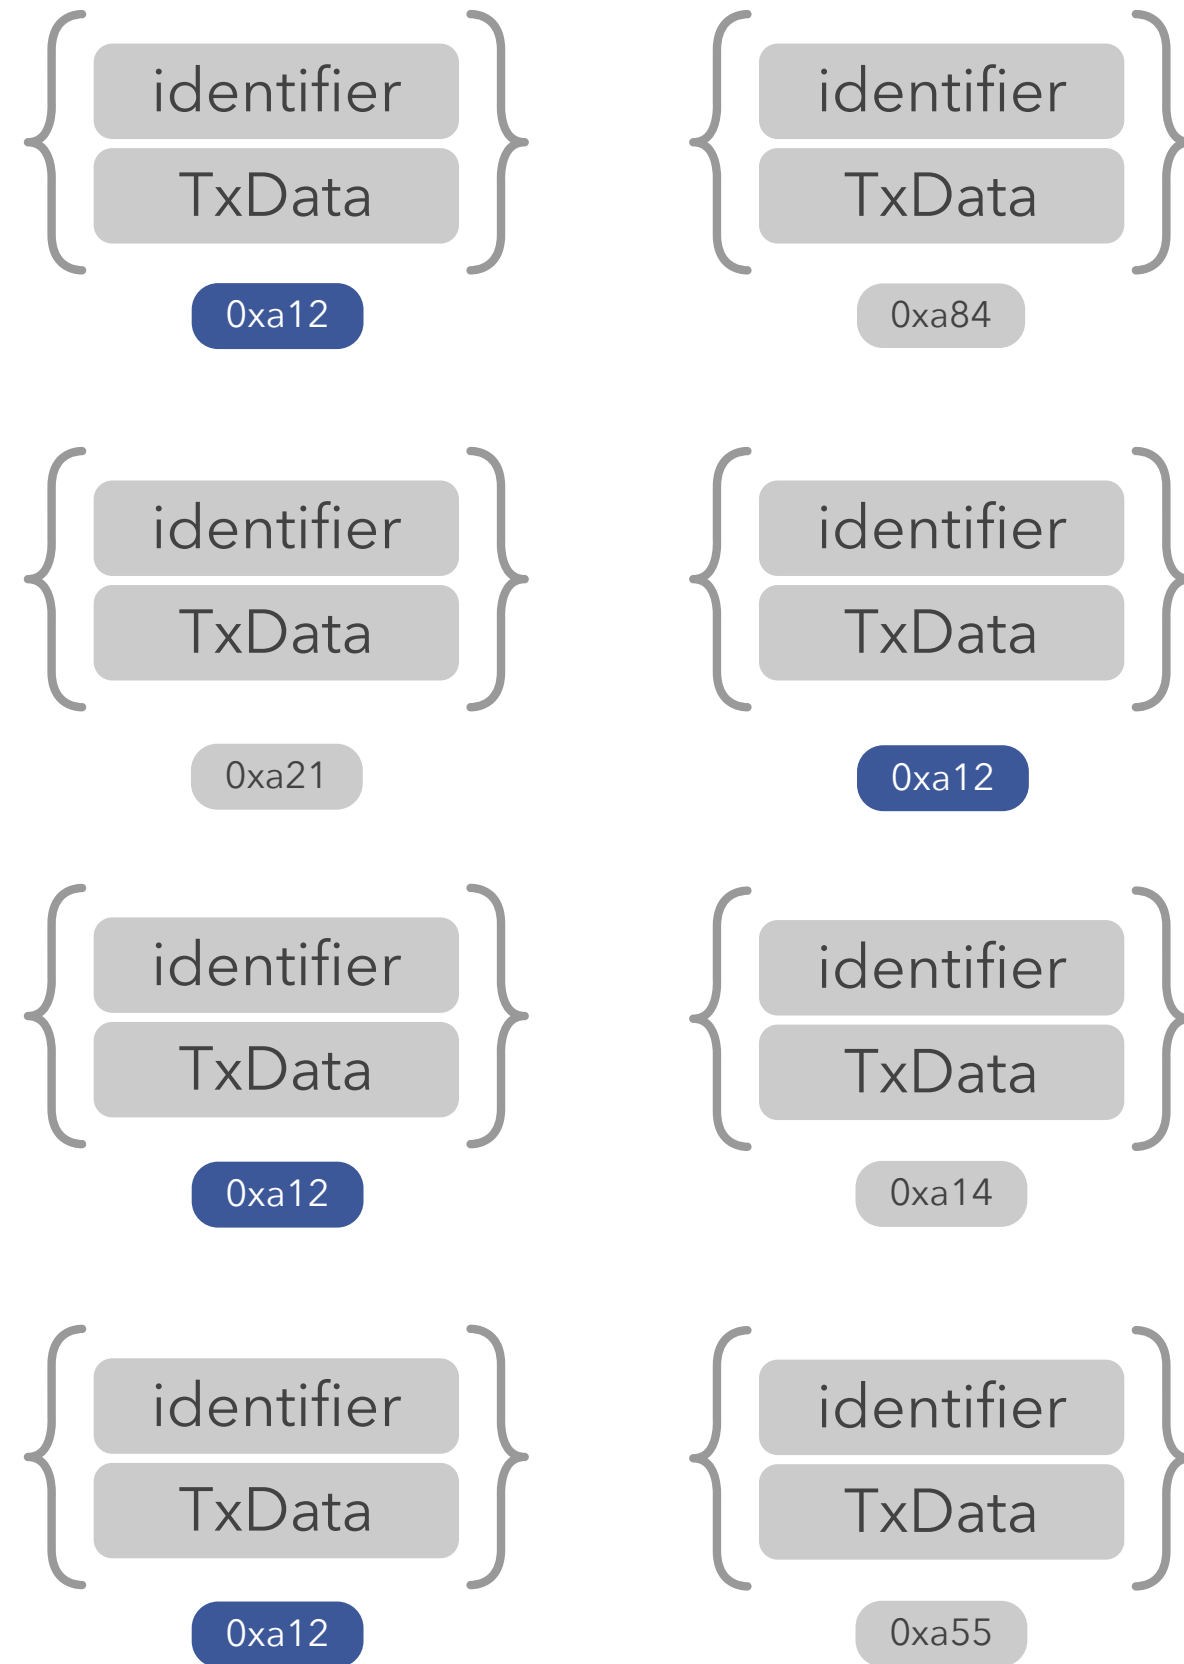 identifier
TxData
0xa12
identifier
TxData
0xa84
identifier
TxData
0xa21
identifier
TxData
0xa12
identifier
TxData
0xa12
identifier
TxData
0xa14
identifier
TxData
0xa12
identifier
TxData
0xa55